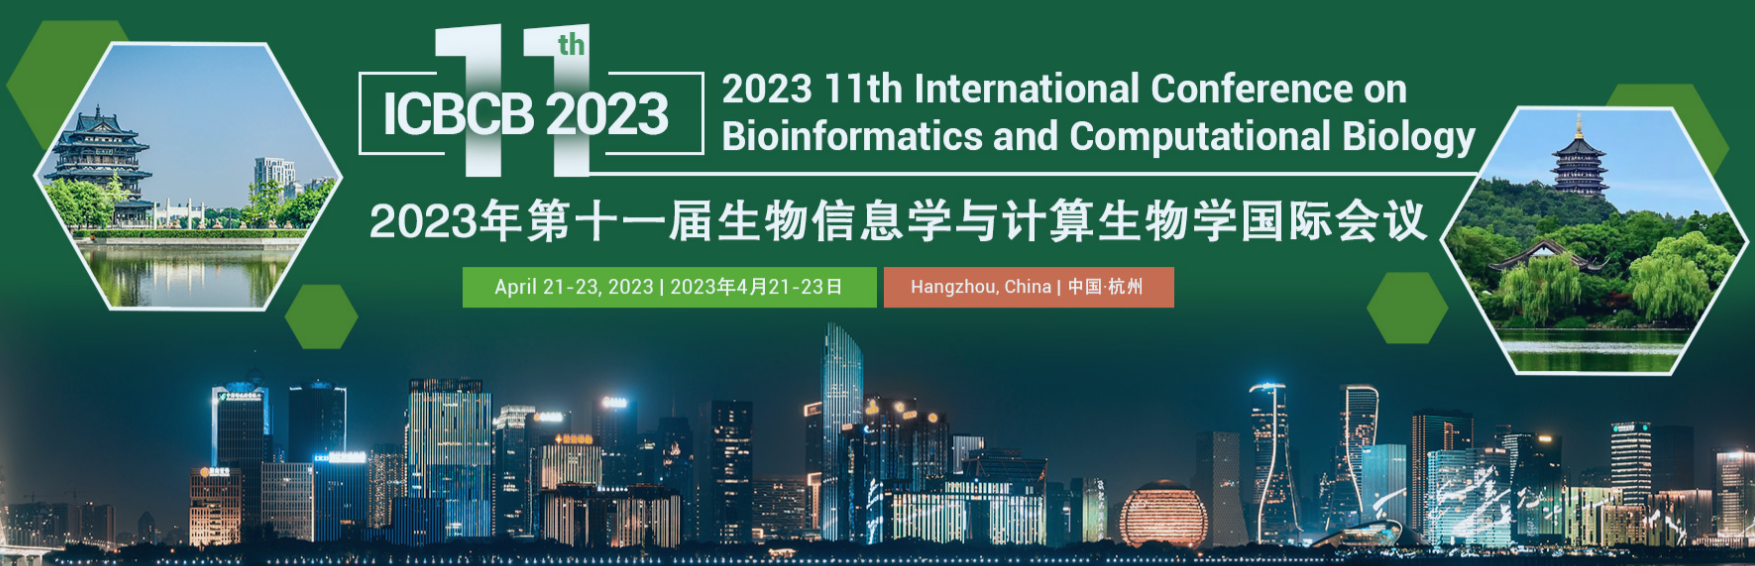 11th
ICBCB 2023
2023 11th International Conference on
Bioinformatics and Computational Biology
2023年第十一届生物信息学与计算生物学国际会议
April 21-23, 2023 | 2023年4月21-23日
Hangzhou, China | 中国·杭州